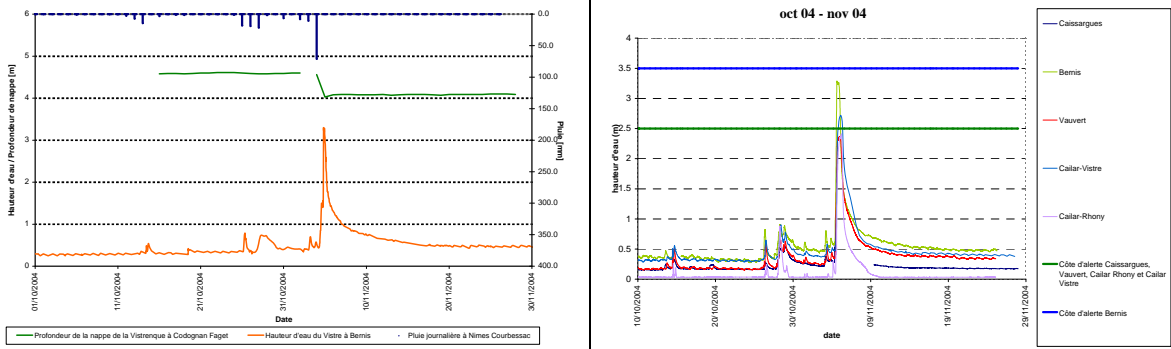 6
5
4
3
2
1
0
Hauteur d'eau / Profondeur de nappe [m]
0.0
50.0
100.0
150.0
200.0
250.0
300.0
350.0
400.0
Pluie [mm]
01/10/2004
11/10/2004
21/10/2004
31/10/2004
10/11/2004
20/11/2004
30/11/2004
Date
Profondeur de la nappe de la Vistrenque à Codognan Faget
Hauteur d'eau du Vistre à Bernis
Pluie journalière à Nimes Courbessac
oct 04 - nov 04
4
3.5
3
2.5
2
1.5
1
0.5
0
hauteur d'eau (m)
10/10/2004
20/10/2004
30/10/2004
09/11/2004
19/11/2004
29/11/2004
date
Caissargues
Bernis
Vauvert
Cailar-Vistre
Cailar-Rhony
Côte d'alerte Caissargues,
Vauvert, Cailar Rhony et Cailar
Vistre
Côte d'alerte Bernis